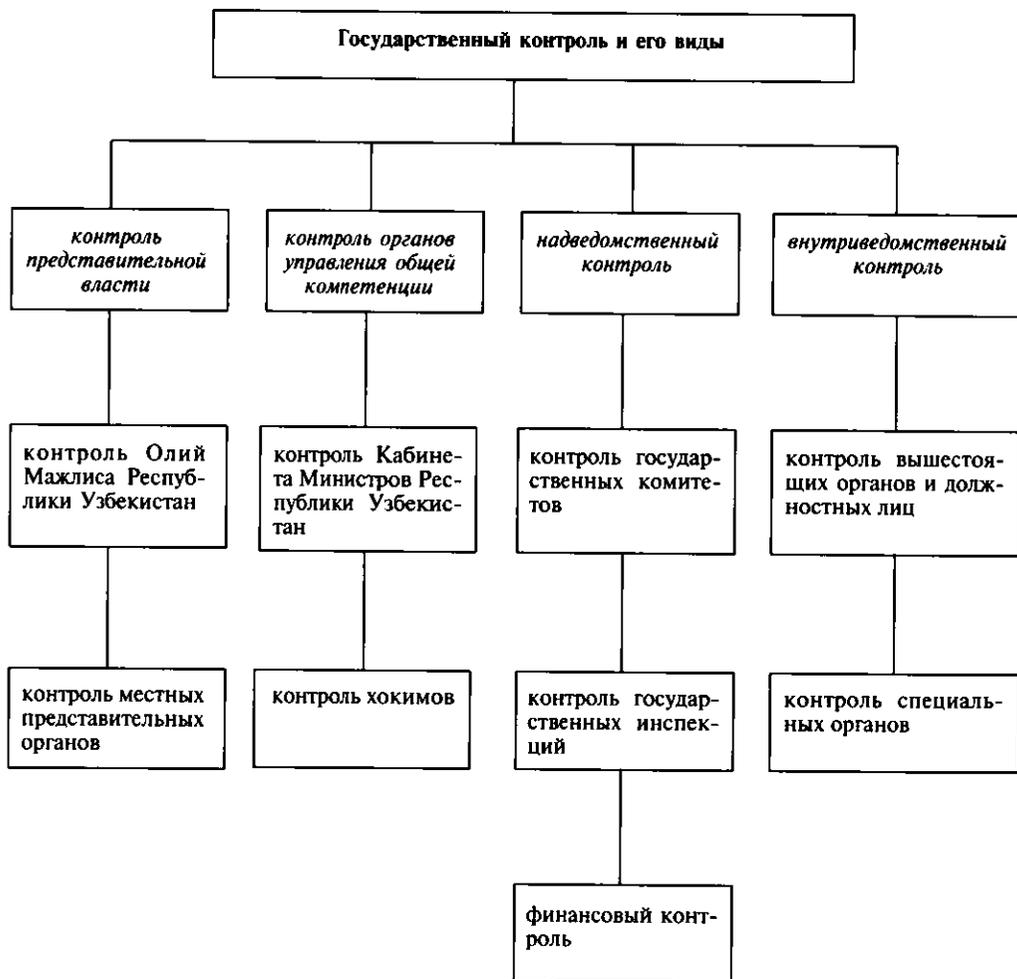 Государственный контроль и его виды
контроль
представительной
власти
контроль органов
управления общей
компетенции
надведомственный
контроль
внутриведомственный
контроль
контроль Олий
Мажлиса Респуб-
лики Узбекистан
контроль Кабине-
та Министров Рес-
публики Узбекис-
тан
контроль государ-
ственных комите-
тов
контроль вышестоя-
щих органов и долж-
ностных лиц
контроль местных
представительных
органов
контроль хокимов
контроль государ-
ственных инспек-
ций
контроль специаль-
ных органов
финансовый конт-
роль